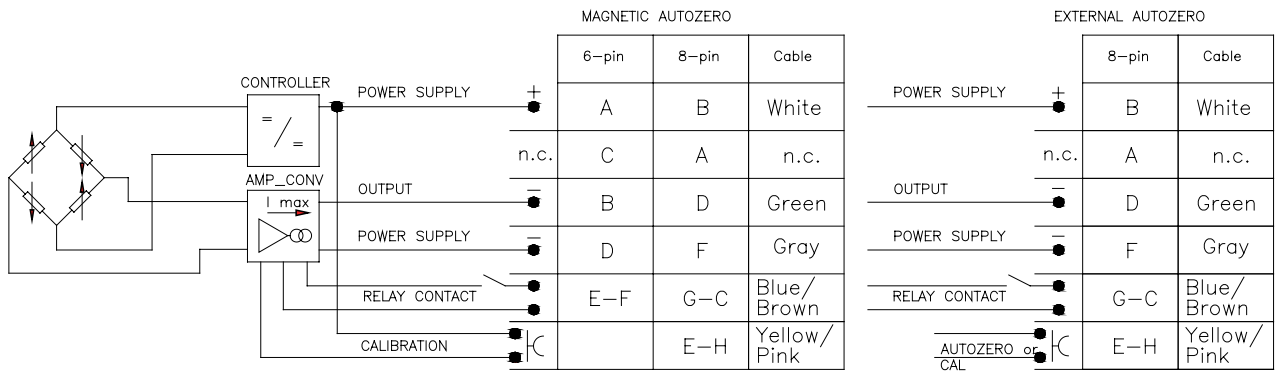 MAGNETIC AUTOZERO
EXTERNAL AUTOZERO
6-pin 8-pin Cable
8-pin Cable
CONTROLLER
= / =
POWER SUPPLY + A B White
POWER SUPPLY + B White
n.c. C A n.c.
n.c. A n.c.
AMP_CONV
I max
OUTPUT - B D Green
OUTPUT - D Green
POWER SUPPLY - D F Gray
POWER SUPPLY - F Gray
RELAY CONTACT E-F G-C Blue/
Brown
RELAY CONTACT G-C Blue/
Brown
CALIBRATION E-H Yellow/
Pink
AUTOZERO or
CAL
E-H Yellow/
Pink